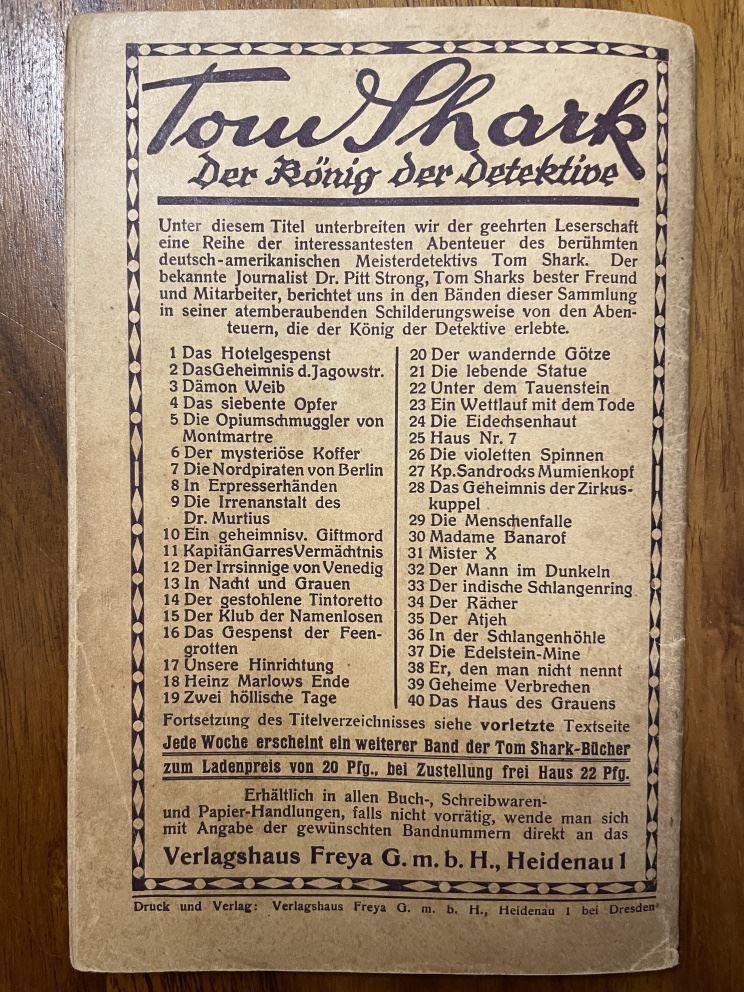 Tom Shark
Der König der Detektive
Unter diesem Titel unterbreiten wir der geehrten Leserschaft
eine Reihe der interessantesten Abenteuer des berühmten
deutsch-amerikanischen Meisterdetektivs Tom Shark. Der
bekannte Journalist Dr. Pitt Strong, Tom Sharks bester Freund
und Mitarbeiter, berichtet uns in den Bänden dieser Sammlung
in seiner atemberaubenden Schilderungsweise von den Aben-
teuern, die der König der Detektive erlebte.
1 Das Hotelgespenst
2 Das Geheimnis d. Jagowstr.
3 Dämon Weib
4 Das siebente Opfer
5 Die Opiumschmuggler von
Montmartre
6 Der mysteriöse Koffer
7 Die Nordpiraten von Berlin
8 In Erpresserhänden
9 Die Irrenanstalt des
Dr. Murtius
10 Ein geheimnisv. Giftmord
11 Kapitän Garres Vermächtnis
12 Der Irrsinnige von Venedig
13 In Nacht und Grauen
14 Der gestohlene Tintoretto
15 Der Klub der Namenlosen
16 Das Gespenst der Feen-
grotten
17 Unsere Hinrichtung
18 Heinz Marlows Ende
19 Zwei höllische Tage
20 Der wandernde Götze
21 Die lebende Statue
22 Unter dem Tauenstein
23 Ein Wettlauf mit dem Tode
24 Die Eidechsenhaut
25 Haus Nr. 7
26 Die violetten Spinnen
27 Kp. Sandrocks Mumienkopf
28 Das Geheimnis der Zirkus-
kuppel
29 Die Menschenfalle
30 Madame Banarof
31 Mister X
32 Der Mann im Dunkeln
33 Der indische Schlangenring
34 Der Rächer
35 Der Atjeh
36 In der Schlangenhöhle
37 Die Edelstein-Mine
38 Er, den man nicht nennt
39 Geheime Verbrechen
40 Das Haus des Grauens
Fortsetzung des Titelverzeichnisses siehe vorletzte Textseite
Jede Woche erscheint ein weiterer Band der Tom Shark-Bücher
zum Ladenpreis von 20 Pfg., bei Zustellung frei Haus 22 Pfg.
Erhältlich in allen Buch-, Schreibwaren-
und Papier-Handlungen, falls nicht vorrätig, wende man sich
mit Angabe der gewünschten Bandnummern direkt an das
Verlagshaus Freya G. m. b. H., Heidenau 1
Druck und Verlag: Verlagshaus Freya G. m. b. H., Heidenau 1 bei Dresden